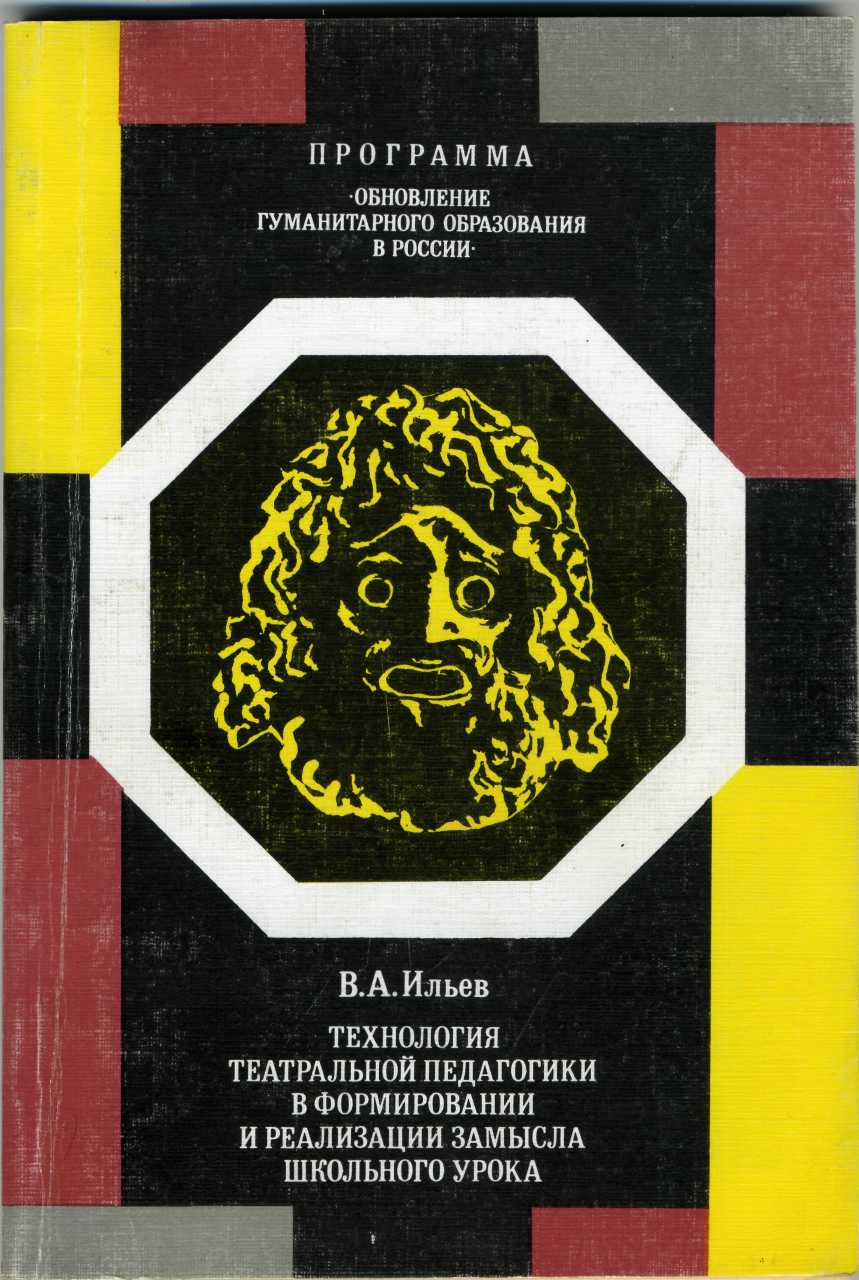 ПРОГРАММА
·ОБНОВЛЕНИЕ
ГУМАНИТАРНОГО ОБРАЗОВАНИЯ
В РОССИИ·
В.А.Ильев
ТЕХНОЛОГИЯ
ТЕАТРАЛЬНОЙ ПЕДАГОГИКИ
В ФОРМИРОВАНИИ
И РЕАЛИЗАЦИИ ЗАМЫСЛА
ШКОЛЬНОГО УРОКА